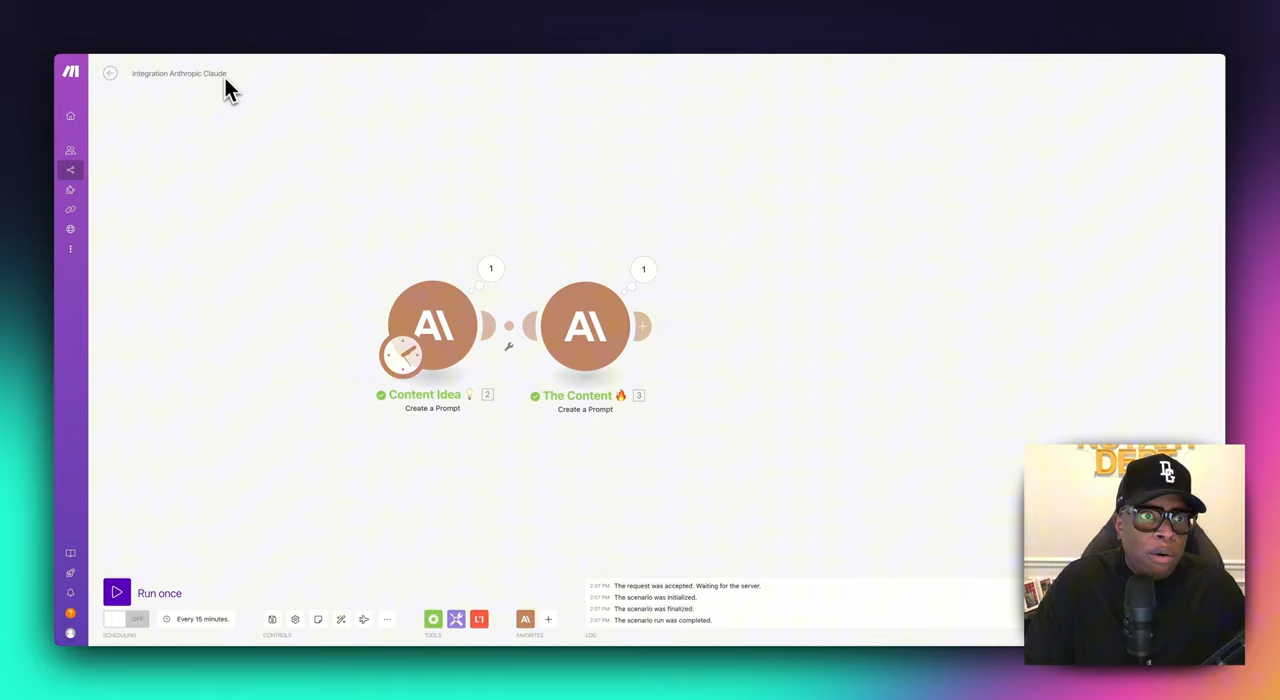 Integration Anthropic Claude
1
1
A\
A\
Content Idea 💡 2
Create a Prompt
The Content 🔥 3
Create a Prompt
Run once
OFF
Every 15 minutes.
SCHEDULING
CONTROLS
TOOLS
FAVORITES
LOG
2:07 PM The request was accepted. Waiting for the server.
2:07 PM The scenario was initialized.
2:07 PM The scenario was finalized.
2:07 PM The scenario run was completed.